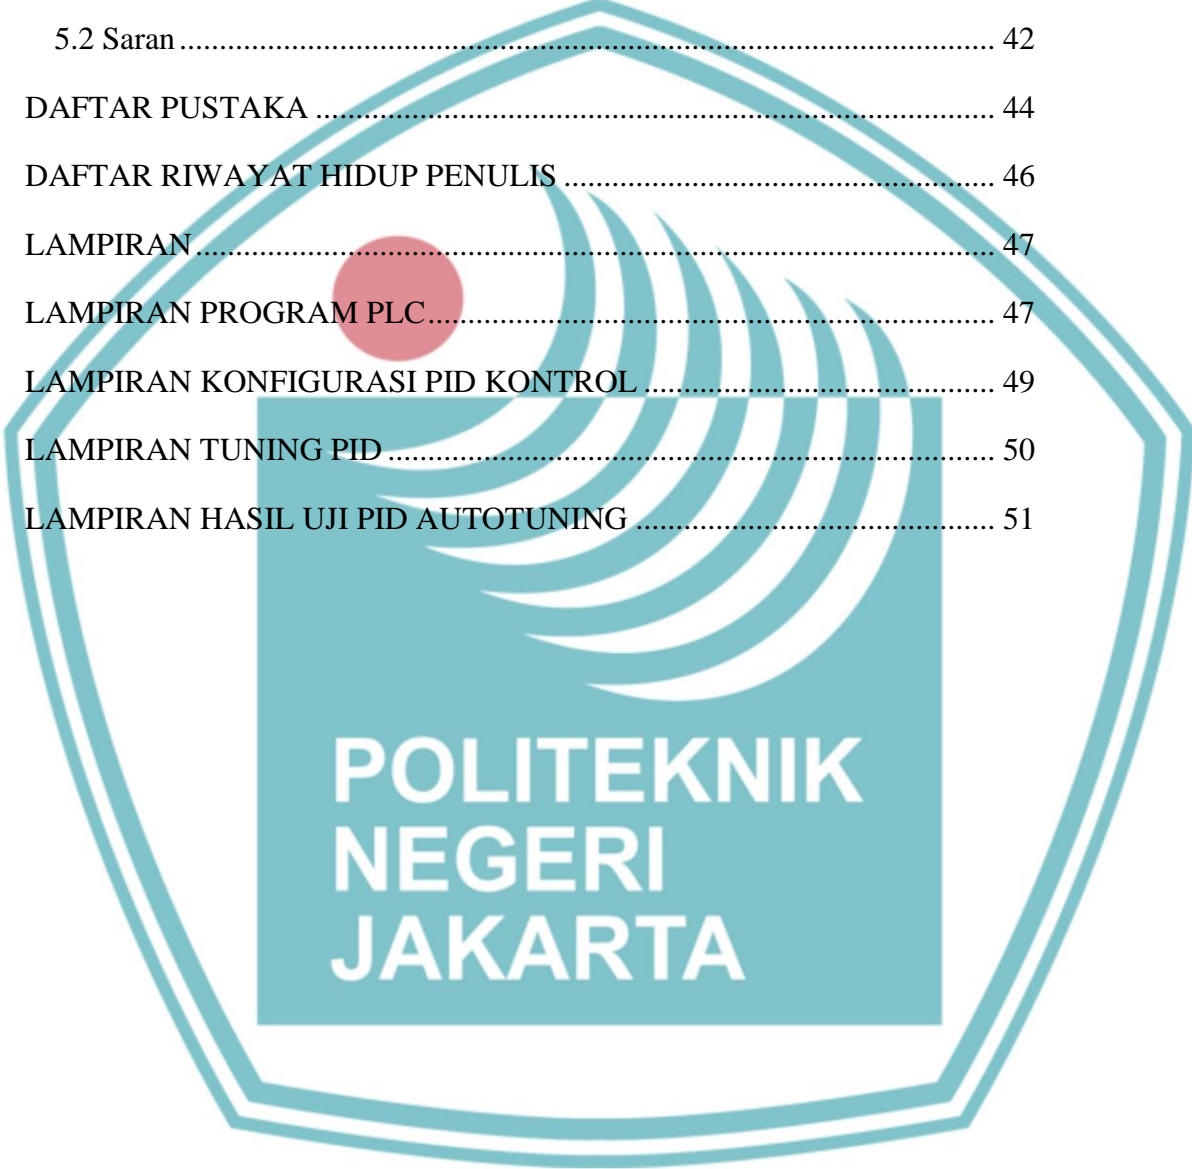 5.2 Saran.......................................................................................................... 42
DAFTAR PUSTAKA ...................................................................................... 44
DAFTAR RIWAYAT HIDUP PENULIS ...................................................... 46
LAMPIRAN..................................................................................................... 47
LAMPIRAN PROGRAM PLC........................................................................ 47
LAMPIRAN KONFIGURASI PID KONTROL ............................................. 49
LAMPIRAN TUNING PID ............................................................................. 50
LAMPIRAN HASIL UJI PID AUTOTUNING .............................................. 51
POLITEKNIK
NEGERI
JAKARTA